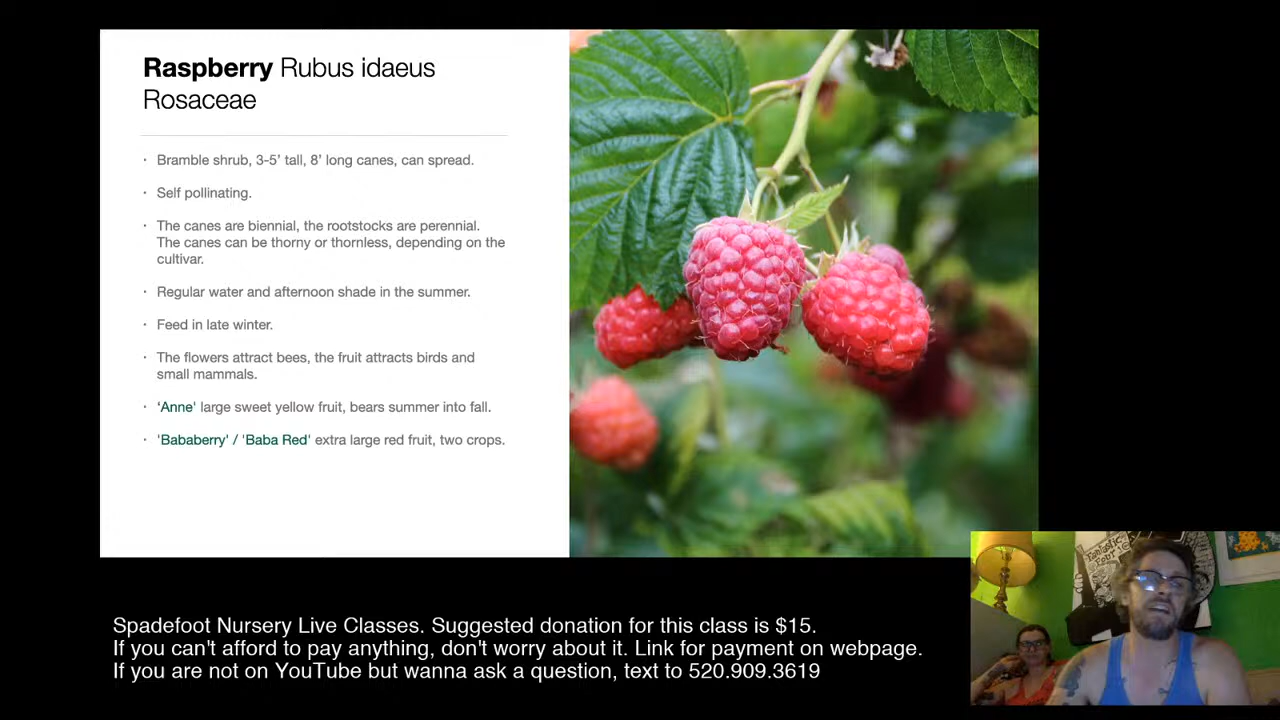 Raspberry Rubus idaeus
Rosaceae
· Bramble shrub, 3-5’ tall, 8’ long canes, can spread.
· Self pollinating.
· The canes are biennial, the rootstocks are perennial.
The canes can be thorny or thornless, depending on the
cultivar.
· Regular water and afternoon shade in the summer.
· Feed in late winter.
· The flowers attract bees, the fruit attracts birds and
small mammals.
· ‘Anne' large sweet yellow fruit, bears summer into fall.
· 'Bababerry' / 'Baba Red' extra large red fruit, two crops.
Fantastic
Spadefoot Nursery Live Classes. Suggested donation for this class is $15.
If you can't afford to pay anything, don't worry about it. Link for payment on webpage.
If you are not on YouTube but wanna ask a question, text to 520.909.3619